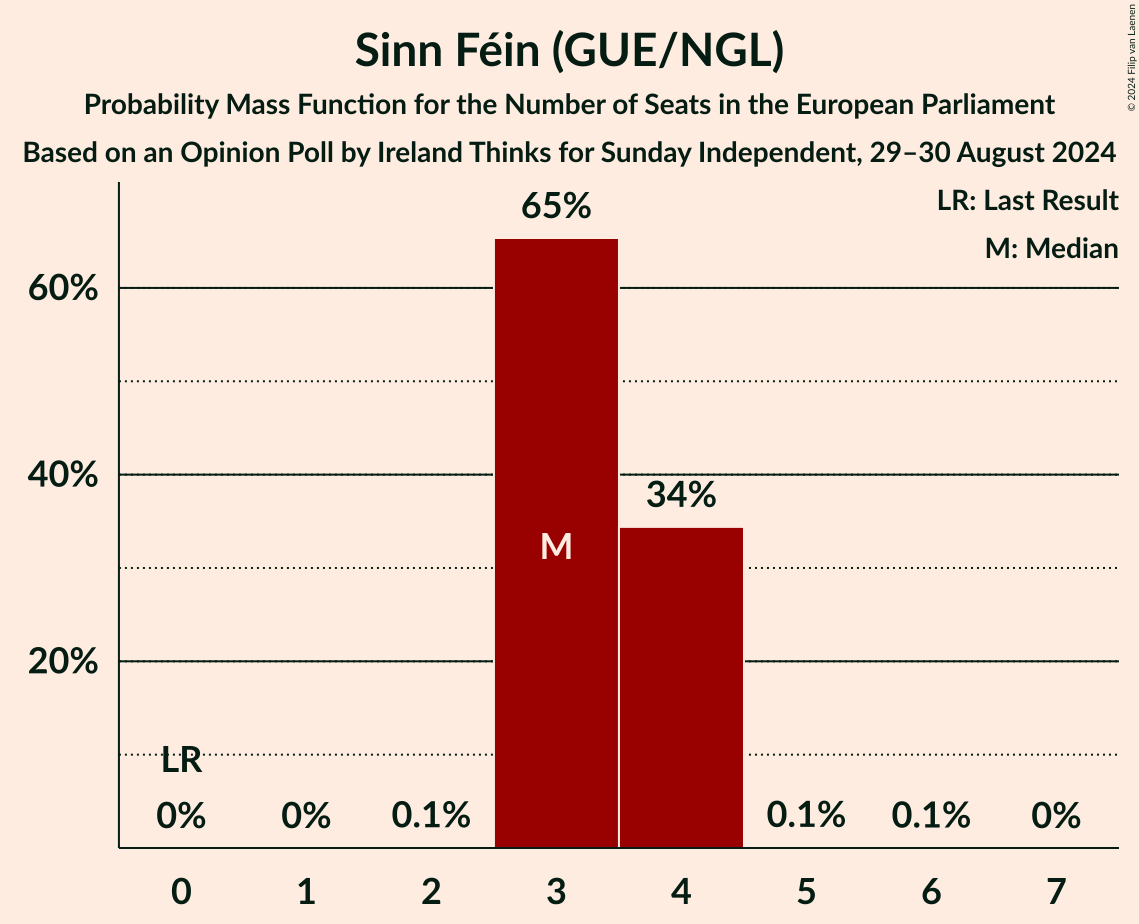 Sinn Féin (GUE/NGL)
Probability Mass Function for the Number of Seats in the European Parliament
Based on an Opinion Poll by Ireland Thinks for Sunday Independent, 29–30 August 2024
© 2024 Filip van Laenen
LR: Last Result
M: Median
65%
60%
40%
34%
M
20%
LR
0% 0% 0.1% 0.1% 0.1% 0%
0 1 2 3 4 5 6 7